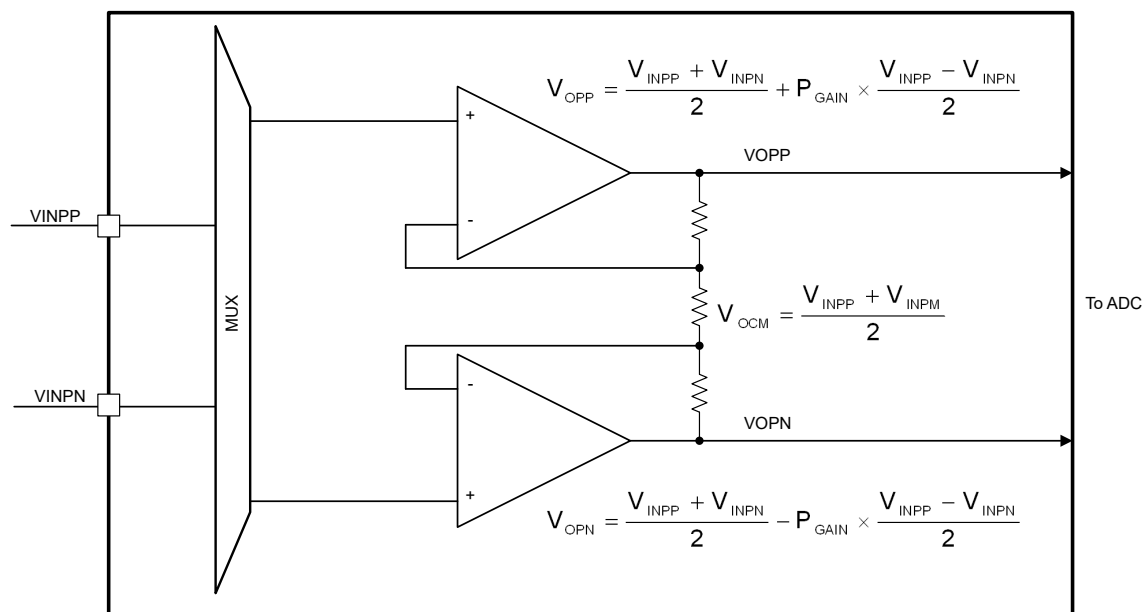 V_OPP = (V_INPP + V_INPN) / 2 + P_GAIN × (V_INPP − V_INPN) / 2
+
VOPP
-
VINPP
MUX
V_OCM = (V_INPP + V_INPM) / 2
To ADC
-
VINPN
VOPN
+
V_OPN = (V_INPP + V_INPN) / 2 − P_GAIN × (V_INPP − V_INPN) / 2